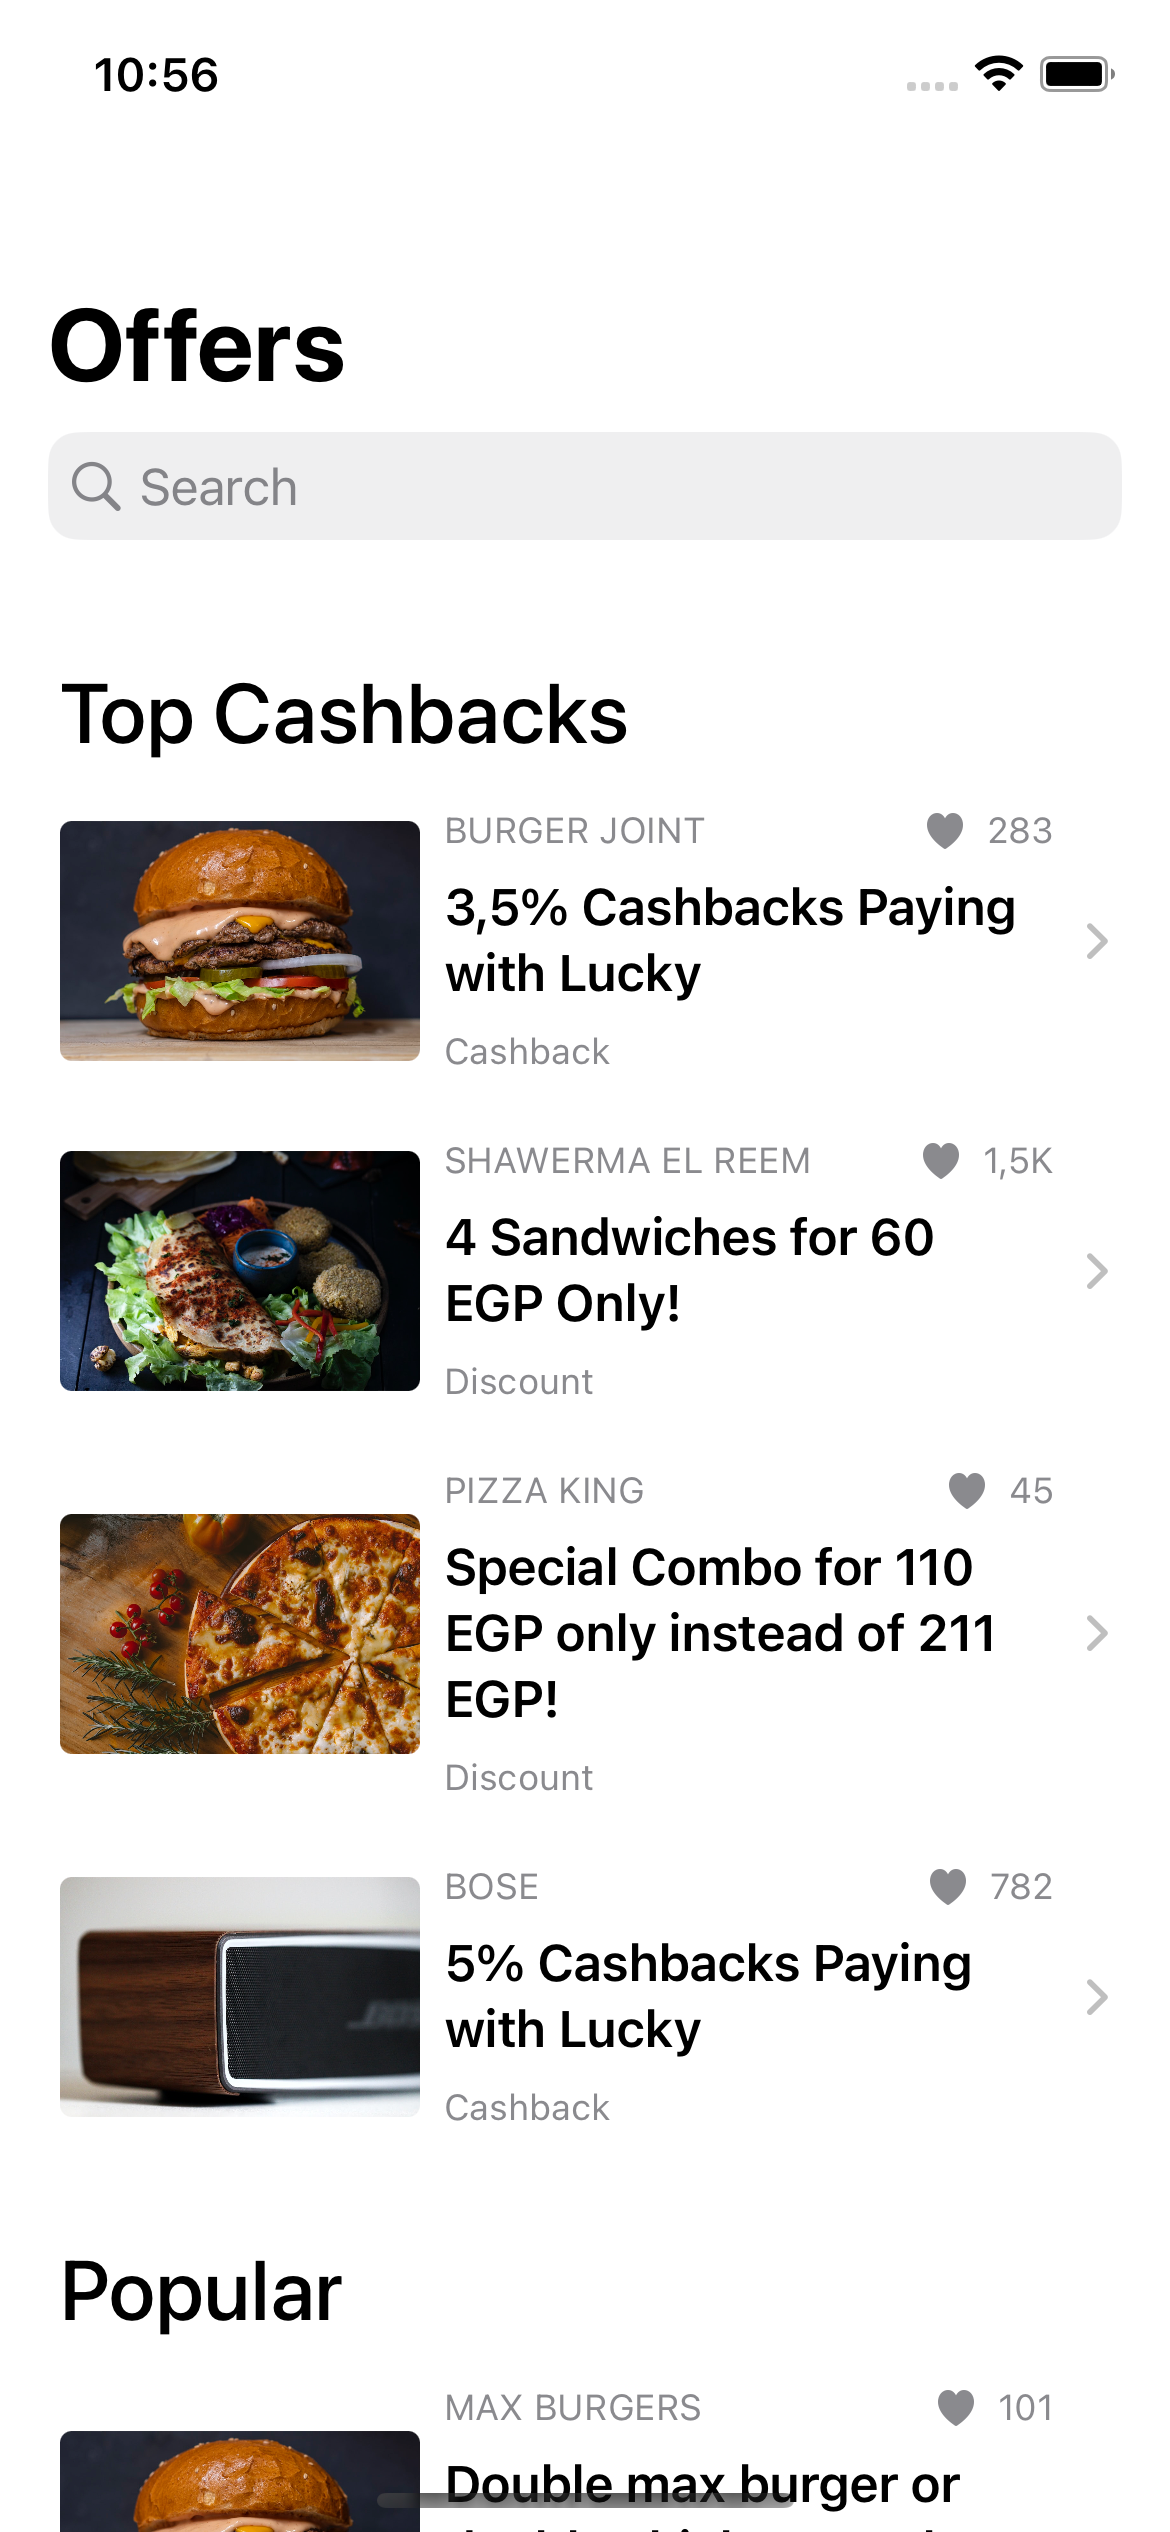 10:56
Offers
Search
Top Cashbacks
BURGER JOINT 283
3,5% Cashbacks Paying
with Lucky
Cashback
SHAWERMA EL REEM 1,5K
4 Sandwiches for 60
EGP Only!
Discount
PIZZA KING 45
Special Combo for 110
EGP only instead of 211
EGP!
Discount
BOSE 782
5% Cashbacks Paying
with Lucky
Cashback
Popular
MAX BURGERS 101
Double max burger or